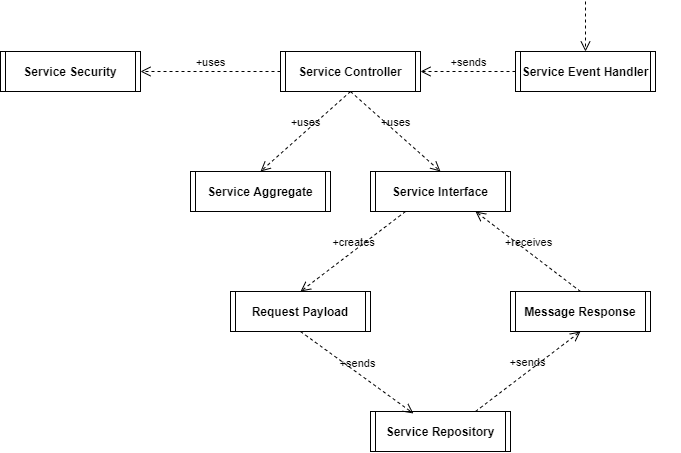 +uses
+sends
Service Security
Service Controller
Service Event Handler
+uses
+uses
Service Aggregate
Service Interface
+creates
+receives
Request Payload
Message Response
+sends
+sends
Service Repository